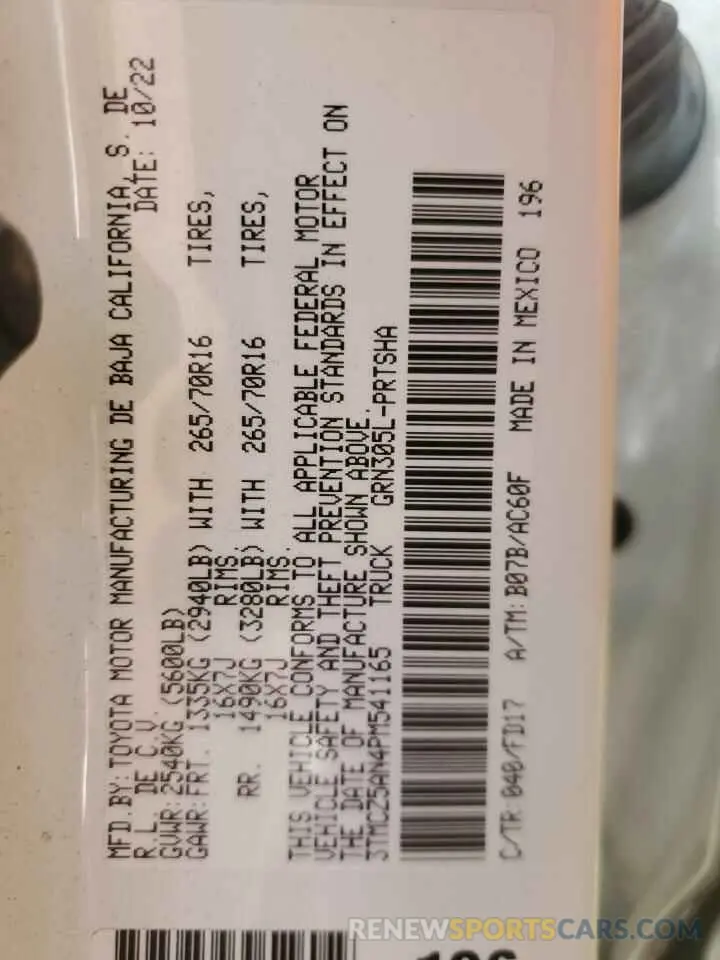 MFD.BY:TOYOTA MOTOR MANUFACTURING DE BAJA CALIFORNIA, S. DE
R.L. DE C.V. DATE: 10/22
GVWR:2540KG (5600LB)
GAWR:FRT. 1335KG (2940LB) WITH 265/70R16 TIRES,
16X7J RIMS.
RR. 1490KG (3280LB) WITH 265/70R16 TIRES,
16X7J RIMS.
THIS VEHICLE CONFORMS TO ALL APPLICABLE FEDERAL MOTOR
VEHICLE SAFETY AND THEFT PREVENTION STANDARDS IN EFFECT ON
THE DATE OF MANUFACTURE SHOWN ABOVE.
3TMCZ5AN4PM541165 TRUCK GRN305L-PRTSHA
C/TR:040/FD17 A/TM:B07B/AC60F MADE IN MEXICO 196
RENEWSPORTSCARS.COM